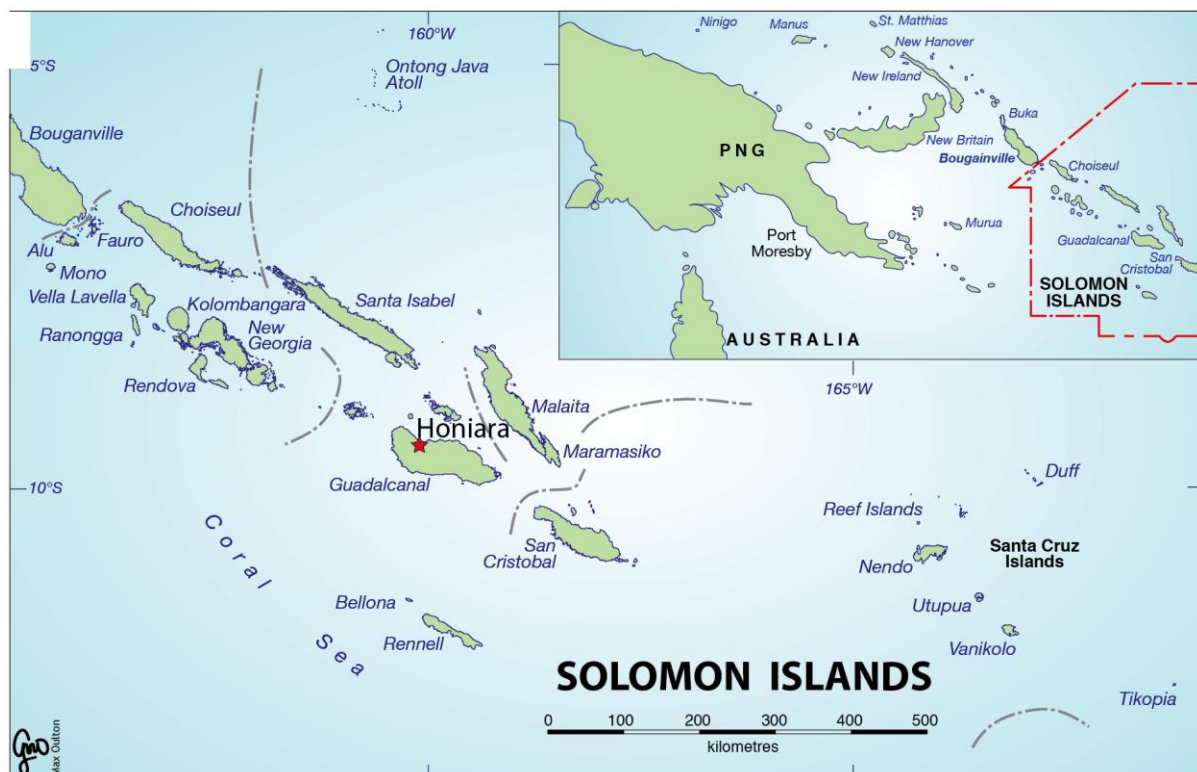 160°W
5°S
Ontong Java
Atoll
Bouganville
Choiseul
Alu
Fauro
Mono
Vella Lavella
Kolombangara
Santa Isabel
Ranongga
New
Georgia
Rendova
Malaita
Honiara
Maramasiko
Guadalcanal
10°S
San
Cristobal
Coral
Sea
Bellona
Rennell
Ninigo
Manus
St. Matthias
New Hanover
New Ireland
Buka
New Britain
PNG
Bougainville
Choiseul
Murua
Port
Moresby
Guadalcanal
San
Cristobal
SOLOMON
ISLANDS
AUSTRALIA
165°W
Duff
Reef Islands
Santa Cruz
Islands
Nendo
Utupua
Vanikolo
Tikopia
SOLOMON ISLANDS
0 100 200 300 400 500
kilometres
Max Oulton